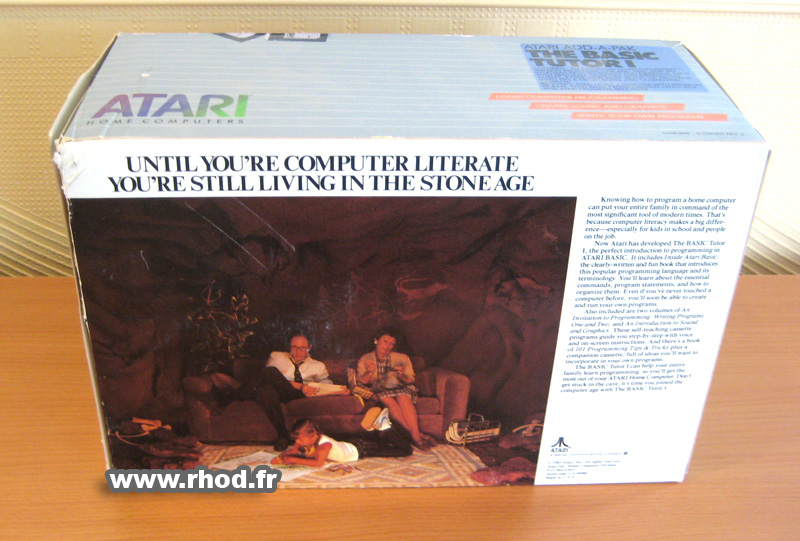 ATARI ADD-A-PAK
THE BASIC
TUTOR I
ATARI
HOME COMPUTERS
LEARN COMPUTER PROGRAMMING
CREATE SOUND AND GRAPHICS
WRITE YOUR OWN PROGRAMS
UNTIL YOU'RE COMPUTER LITERATE
YOU'RE STILL LIVING IN THE STONE AGE
Knowing how to program a home computer
can put your entire family in command of the
most significant tool of modern times. That's
because computer literacy makes a big differ-
ence—especially for kids in school and people
on the job.
Now Atari has developed The BASIC Tutor
I, the perfect introduction to programming in
ATARI BASIC. It includes Inside Atari Basic,
the clearly-written and fun book that introduces
this popular programming language and its
terminology. You'll learn about the essential
commands, program statements, and how to
organize them. Even if you've never touched a
computer before, you'll soon be able to create
and run your own programs.
Also included are two volumes of An
Invitation to Programming: Writing Programs
One and Two, and An Introduction to Sound
and Graphics. These self-teaching cassette
programs guide you step-by-step with voice
and on-screen instructions. And there's a book
of 101 Programming Tips & Tricks plus a
companion cassette, full of ideas you'll want to
incorporate in your own programs.
The BASIC Tutor I can help your entire
family learn programming, so you'll get the
most out of your ATARI Home Computer. Don't
get stuck in the cave, it's time you joined the
computer age with The BASIC Tutor I.
ATARI
www.rhod.fr